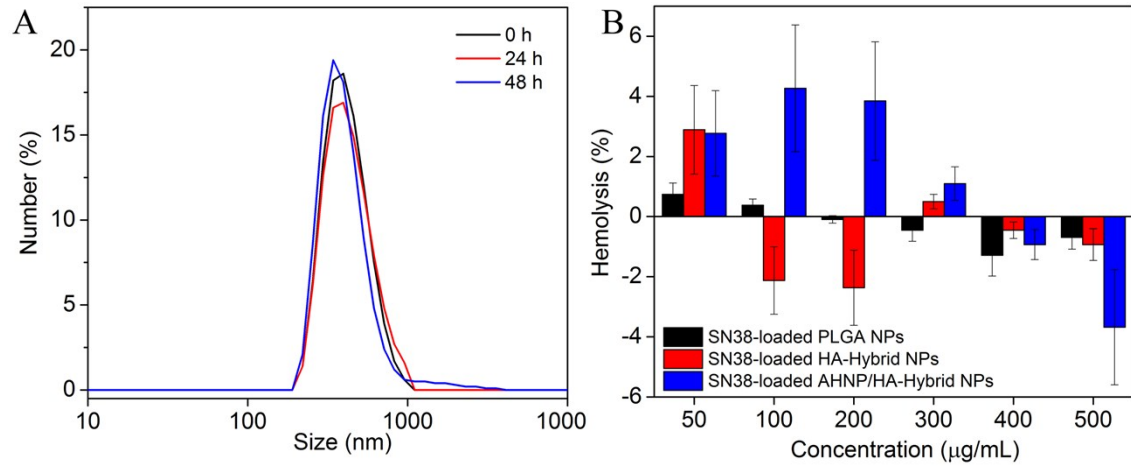 A
0 h
24 h
48 h
20
15
10
5
0
Number (%)
10
100
1000
1000
Size (nm)
B
6
4
2
0
-2
-4
-6
Hemolysis (%)
SN38-loaded PLGA NPs
SN38-loaded HA-Hybrid NPs
SN38-loaded AHNP/HA-Hybrid NPs
50
100
200
300
400
500
Concentration (µg/mL)